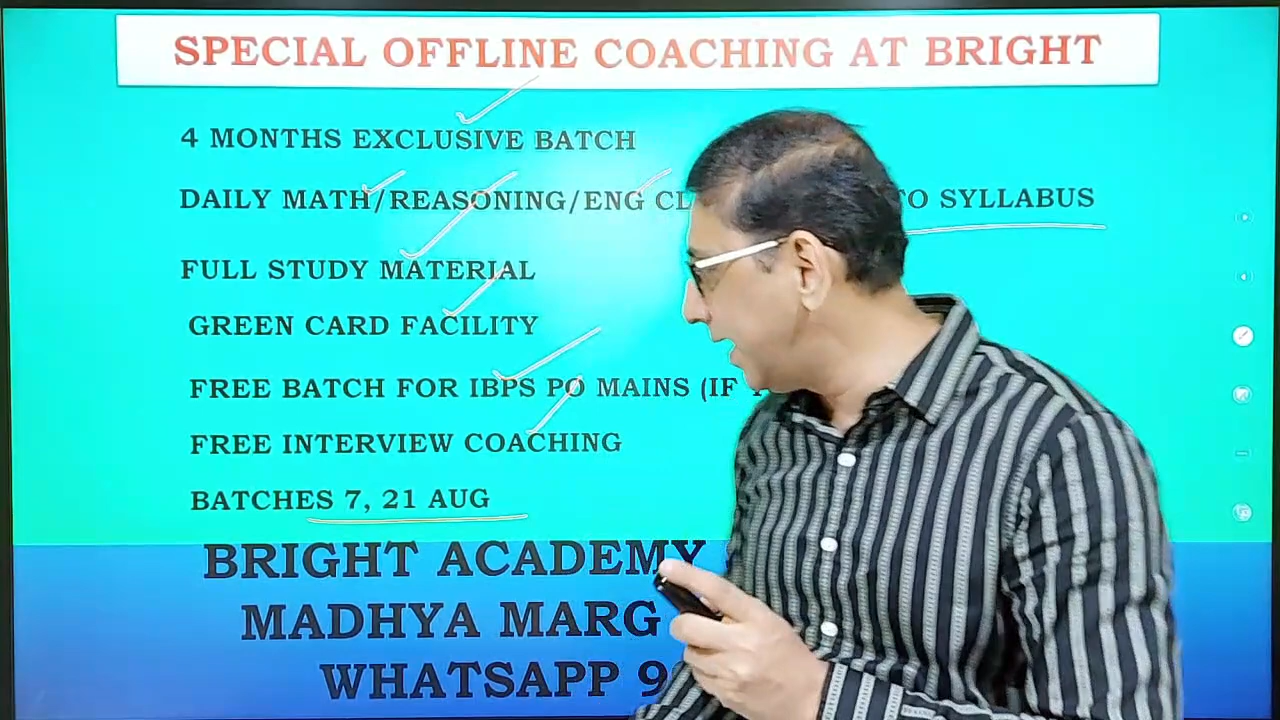 SPECIAL OFFLINE COACHING AT BRIGHT
4 MONTHS EXCLUSIVE BATCH
DAILY MATH/REASONING/ENG TO SYLLABUS
FULL STUDY MATERIAL
GREEN CARD FACILITY
FREE BATCH FOR IBPS PO MAINS (IF
FREE INTERVIEW COACHING
BATCHES 7, 21 AUG
BRIGHT ACADEMY
MADHYA MARG
WHATSAPP 9